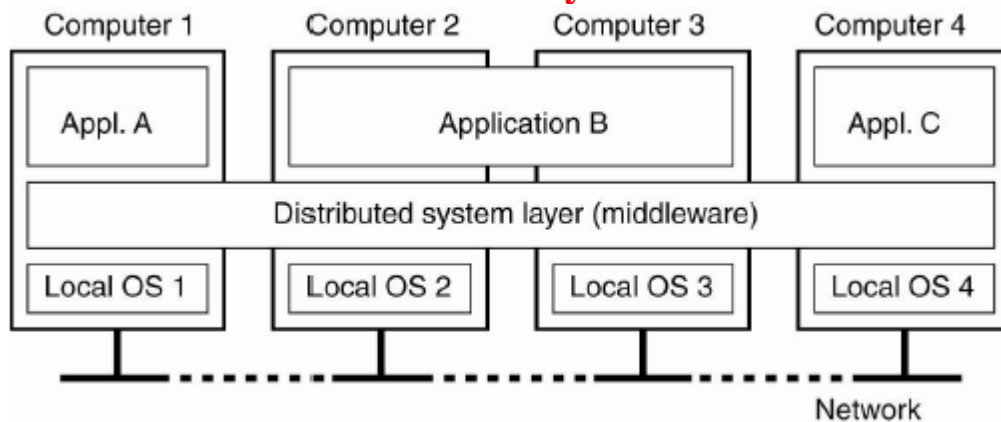 Computer 1 Computer 2 Computer 3 Computer 4
Appl. A Application B Appl. C
Distributed system layer (middleware)
Local OS 1 Local OS 2 Local OS 3 Local OS 4
Network